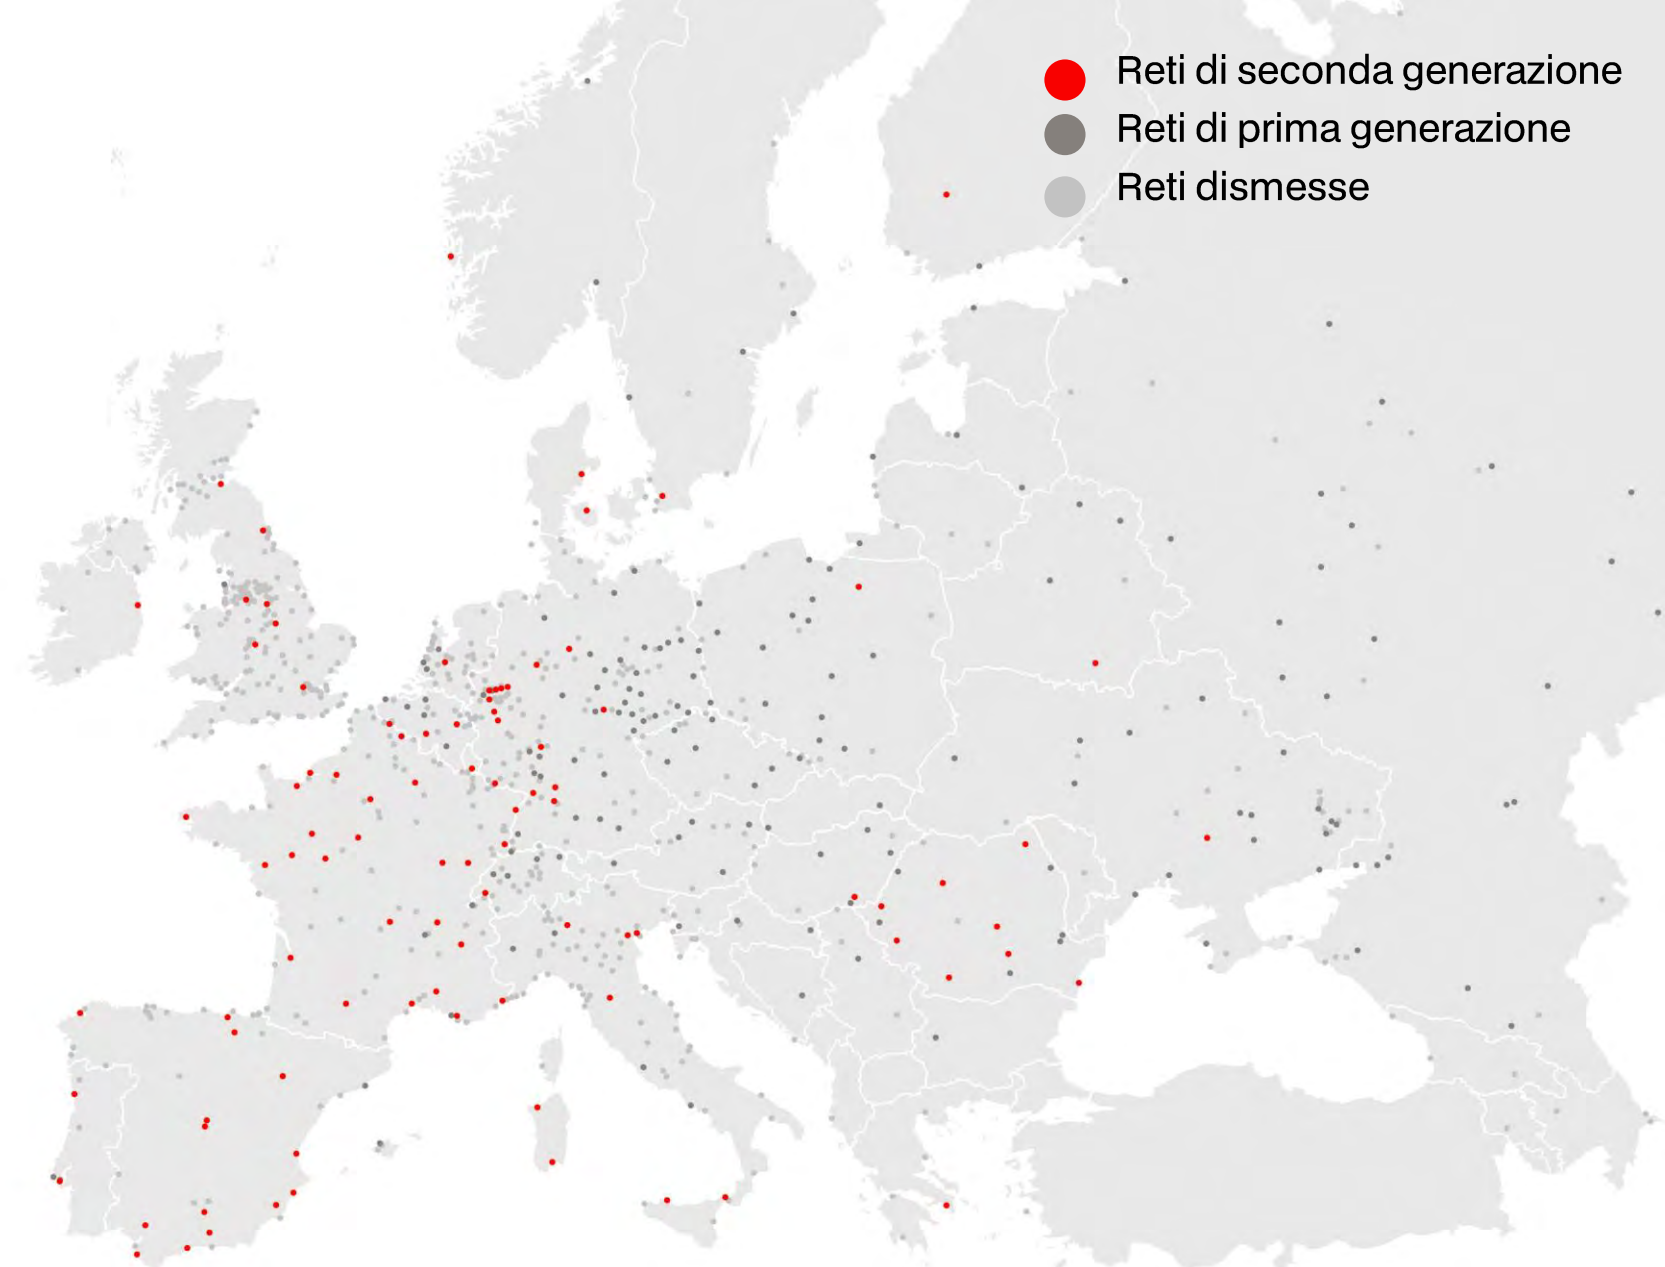 Reti di seconda generazione
Reti di prima generazione
Reti dismesse